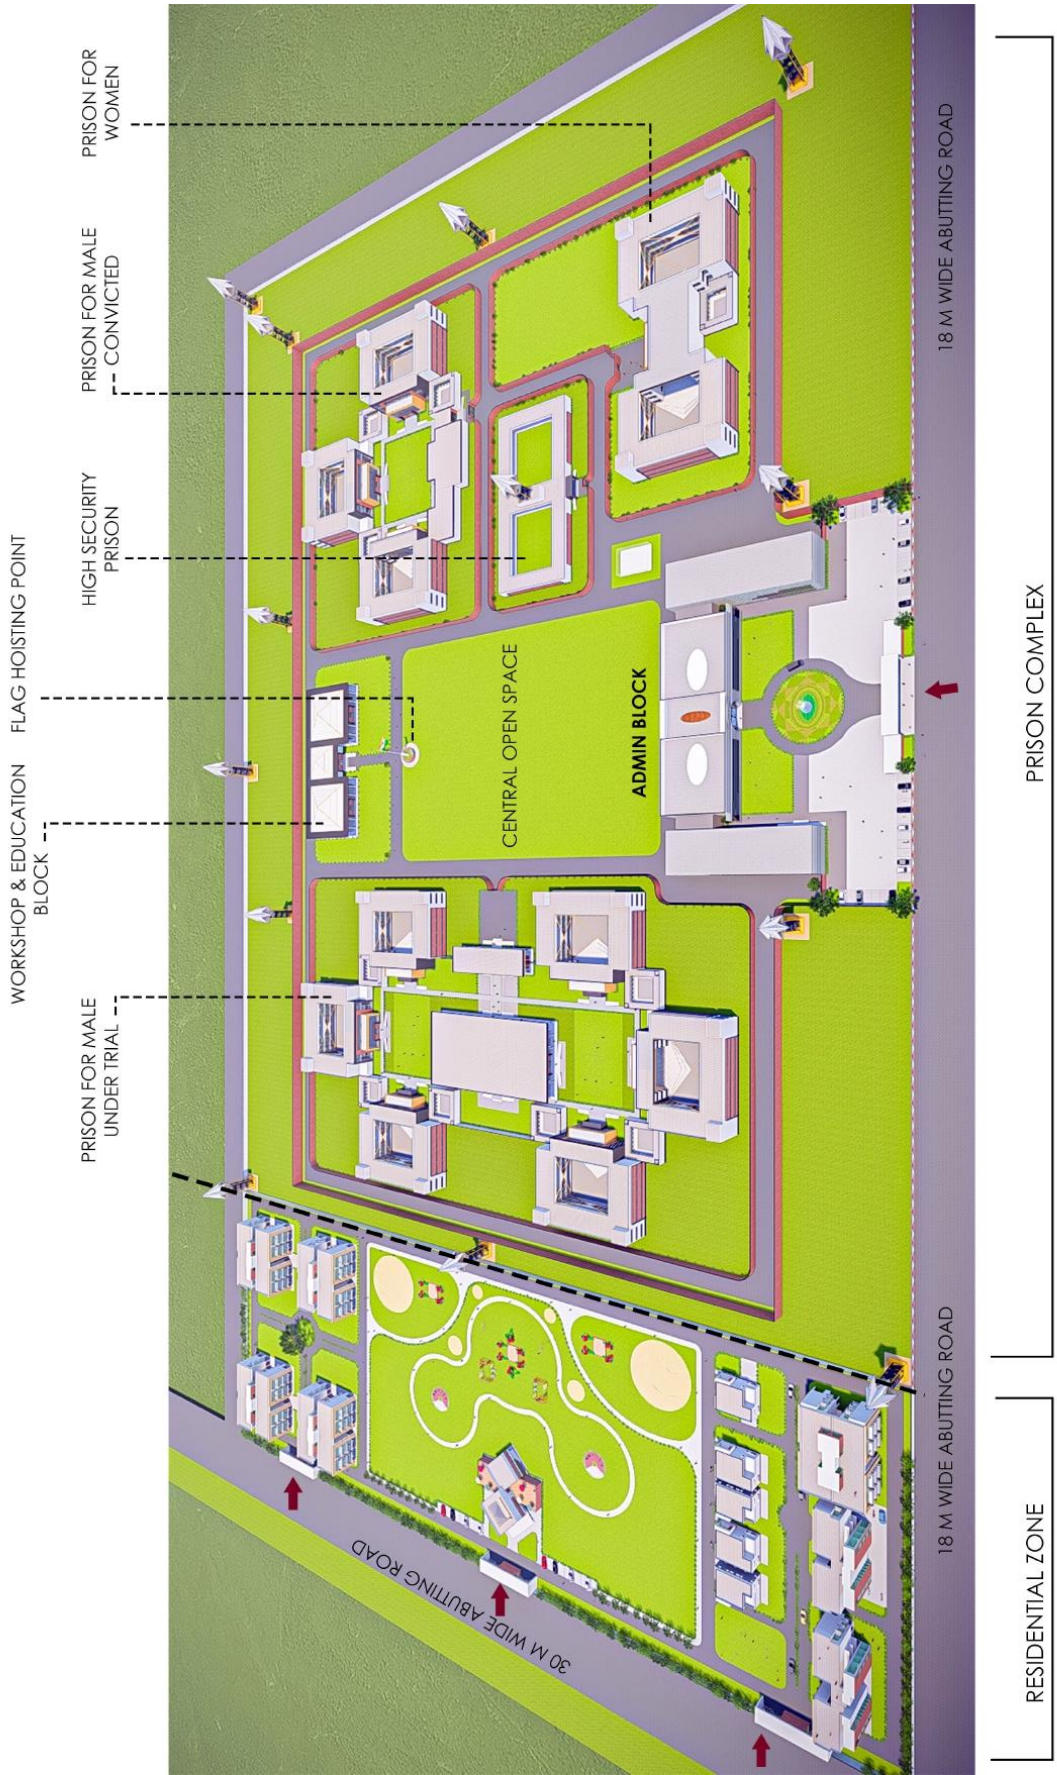 WORKSHOP & EDUCATION
BLOCK
FLAG HOISTING POINT
PRISON FOR MALE
UNDER TRIAL
HIGH SECURITY
PRISON
PRISON FOR MALE
CONVICTED
PRISON FOR
WOMEN
CENTRAL OPEN SPACE
ADMIN BLOCK
30 M WIDE ABUTTING ROAD
18 M WIDE ABUTTING ROAD
18 M WIDE ABUTTING ROAD
RESIDENTIAL ZONE
PRISON COMPLEX